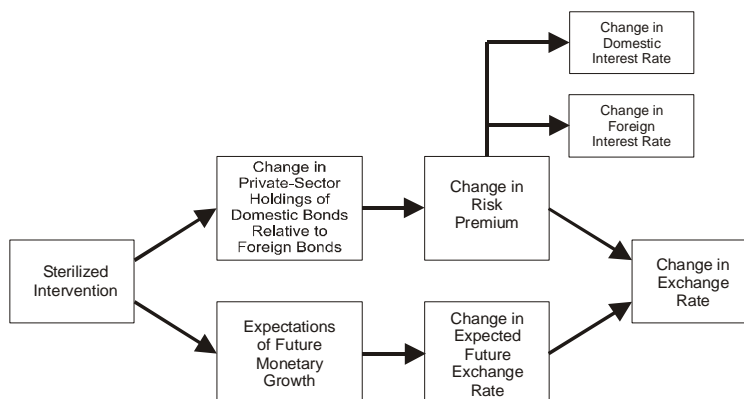 Change in
Domestic
Interest Rate
Change in
Foreign
Interest Rate
Change in
Private-Sector
Holdings of
Domestic Bonds
Relative to
Foreign Bonds
Change in
Risk
Premium
Sterilized
Intervention
Change in
Exchange
Rate
Expectations
of Future
Monetary
Growth
Change in
Expected
Future
Exchange
Rate